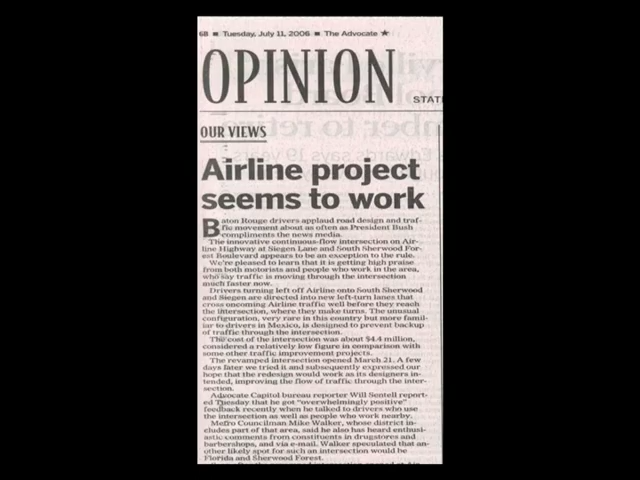 6B ■ Tuesday, July 11, 2006 ■ The Advocate ★
OPINION
STAT
OUR VIEWS
Airline project
seems to work
Baton Rouge drivers applaud road design and traf-
fic movement about as often as President Bush
compliments the news media.
The innovative continuous-flow intersection on Air-
line Highway at Siegen Lane and South Sherwood For-
est Boulevard appears to be an exception to the rule.
We're pleased to learn that it is getting high praise
from both motorists and people who work in the area,
who say traffic is moving through the intersection
much faster now.
Drivers turning left off Airline onto South Sherwood
and Siegen are directed into new left-turn lanes that
cross oncoming Airline traffic well before they reach
the intersection, where they make turns. The unusual
configuration, very rare in this country but more famil-
iar to drivers in Mexico, is designed to prevent backup
of traffic through the intersection.
The cost of the intersection was about $4.4 million,
considered a relatively low figure in comparison with
some other traffic improvement projects.
The revamped intersection opened March 21. A few
days later we tried it and subsequently expressed our
hope that the redesign would work as its designers in-
tended, improving the flow of traffic through the inter-
section.
Advocate Capitol bureau reporter Will Sentell report-
ed Tuesday that he got "overwhelmingly positive"
feedback recently when he talked to drivers who use
the intersection as well as people who work nearby.
Metro Councilman Mike Walker, whose district in-
cludes part of that area, said he also has heard enthusi-
astic comments from constituents in drugstores and
barbershops, and via e-mail. Walker speculated that an-
other likely spot for such an intersection would be
Florida and Sherwood Forest.